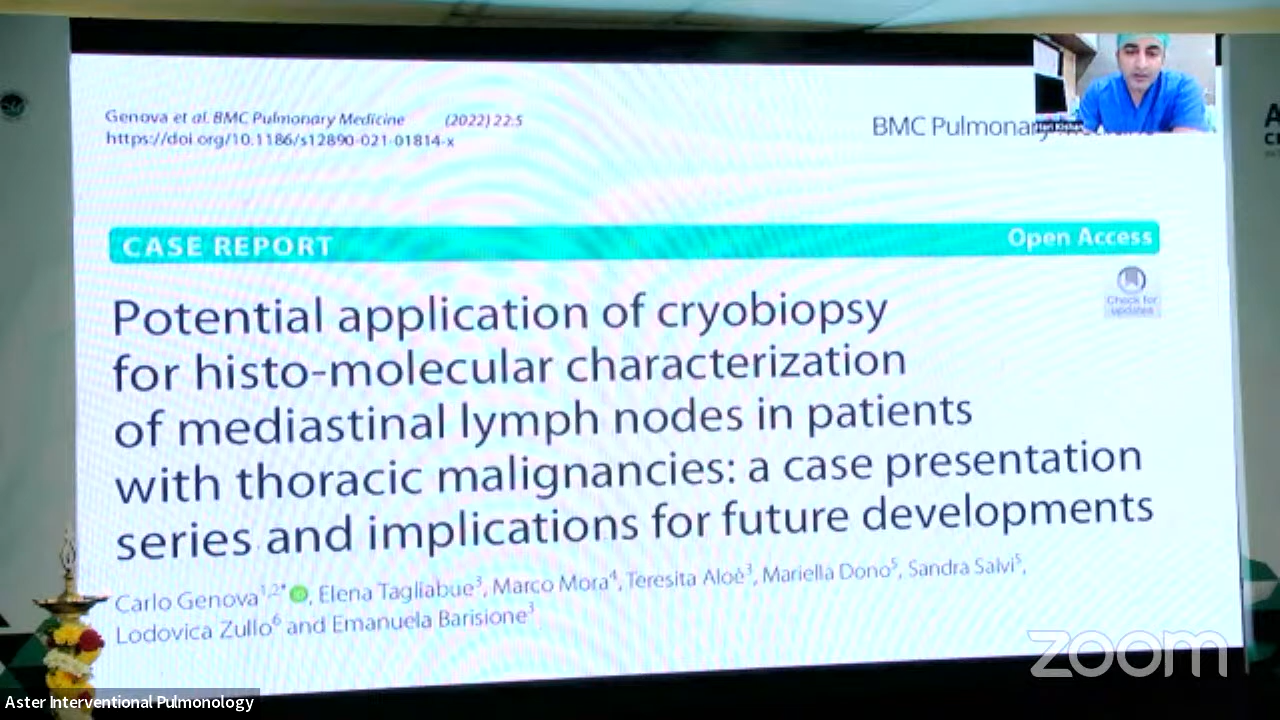 Genova et al. BMC Pulmonary Medicine (2022) 22:5
https://doi.org/10.1186/s12890-021-01814-x
BMC Pulmonary
CASE REPORT
Open Access
Check for
updates
Potential application of cryobiopsy
for histo-molecular characterization
of mediastinal lymph nodes in patients
with thoracic malignancies: a case presentation
series and implications for future developments
Carlo Genova1,2*, Elena Tagliabue3, Marco Mora4, Teresita Aloè3, Mariella Dono5, Sandra Salvi5,
Lodovica Zullo6 and Emanuela Barisione3
zoom
Aster Interventional Pulmonology